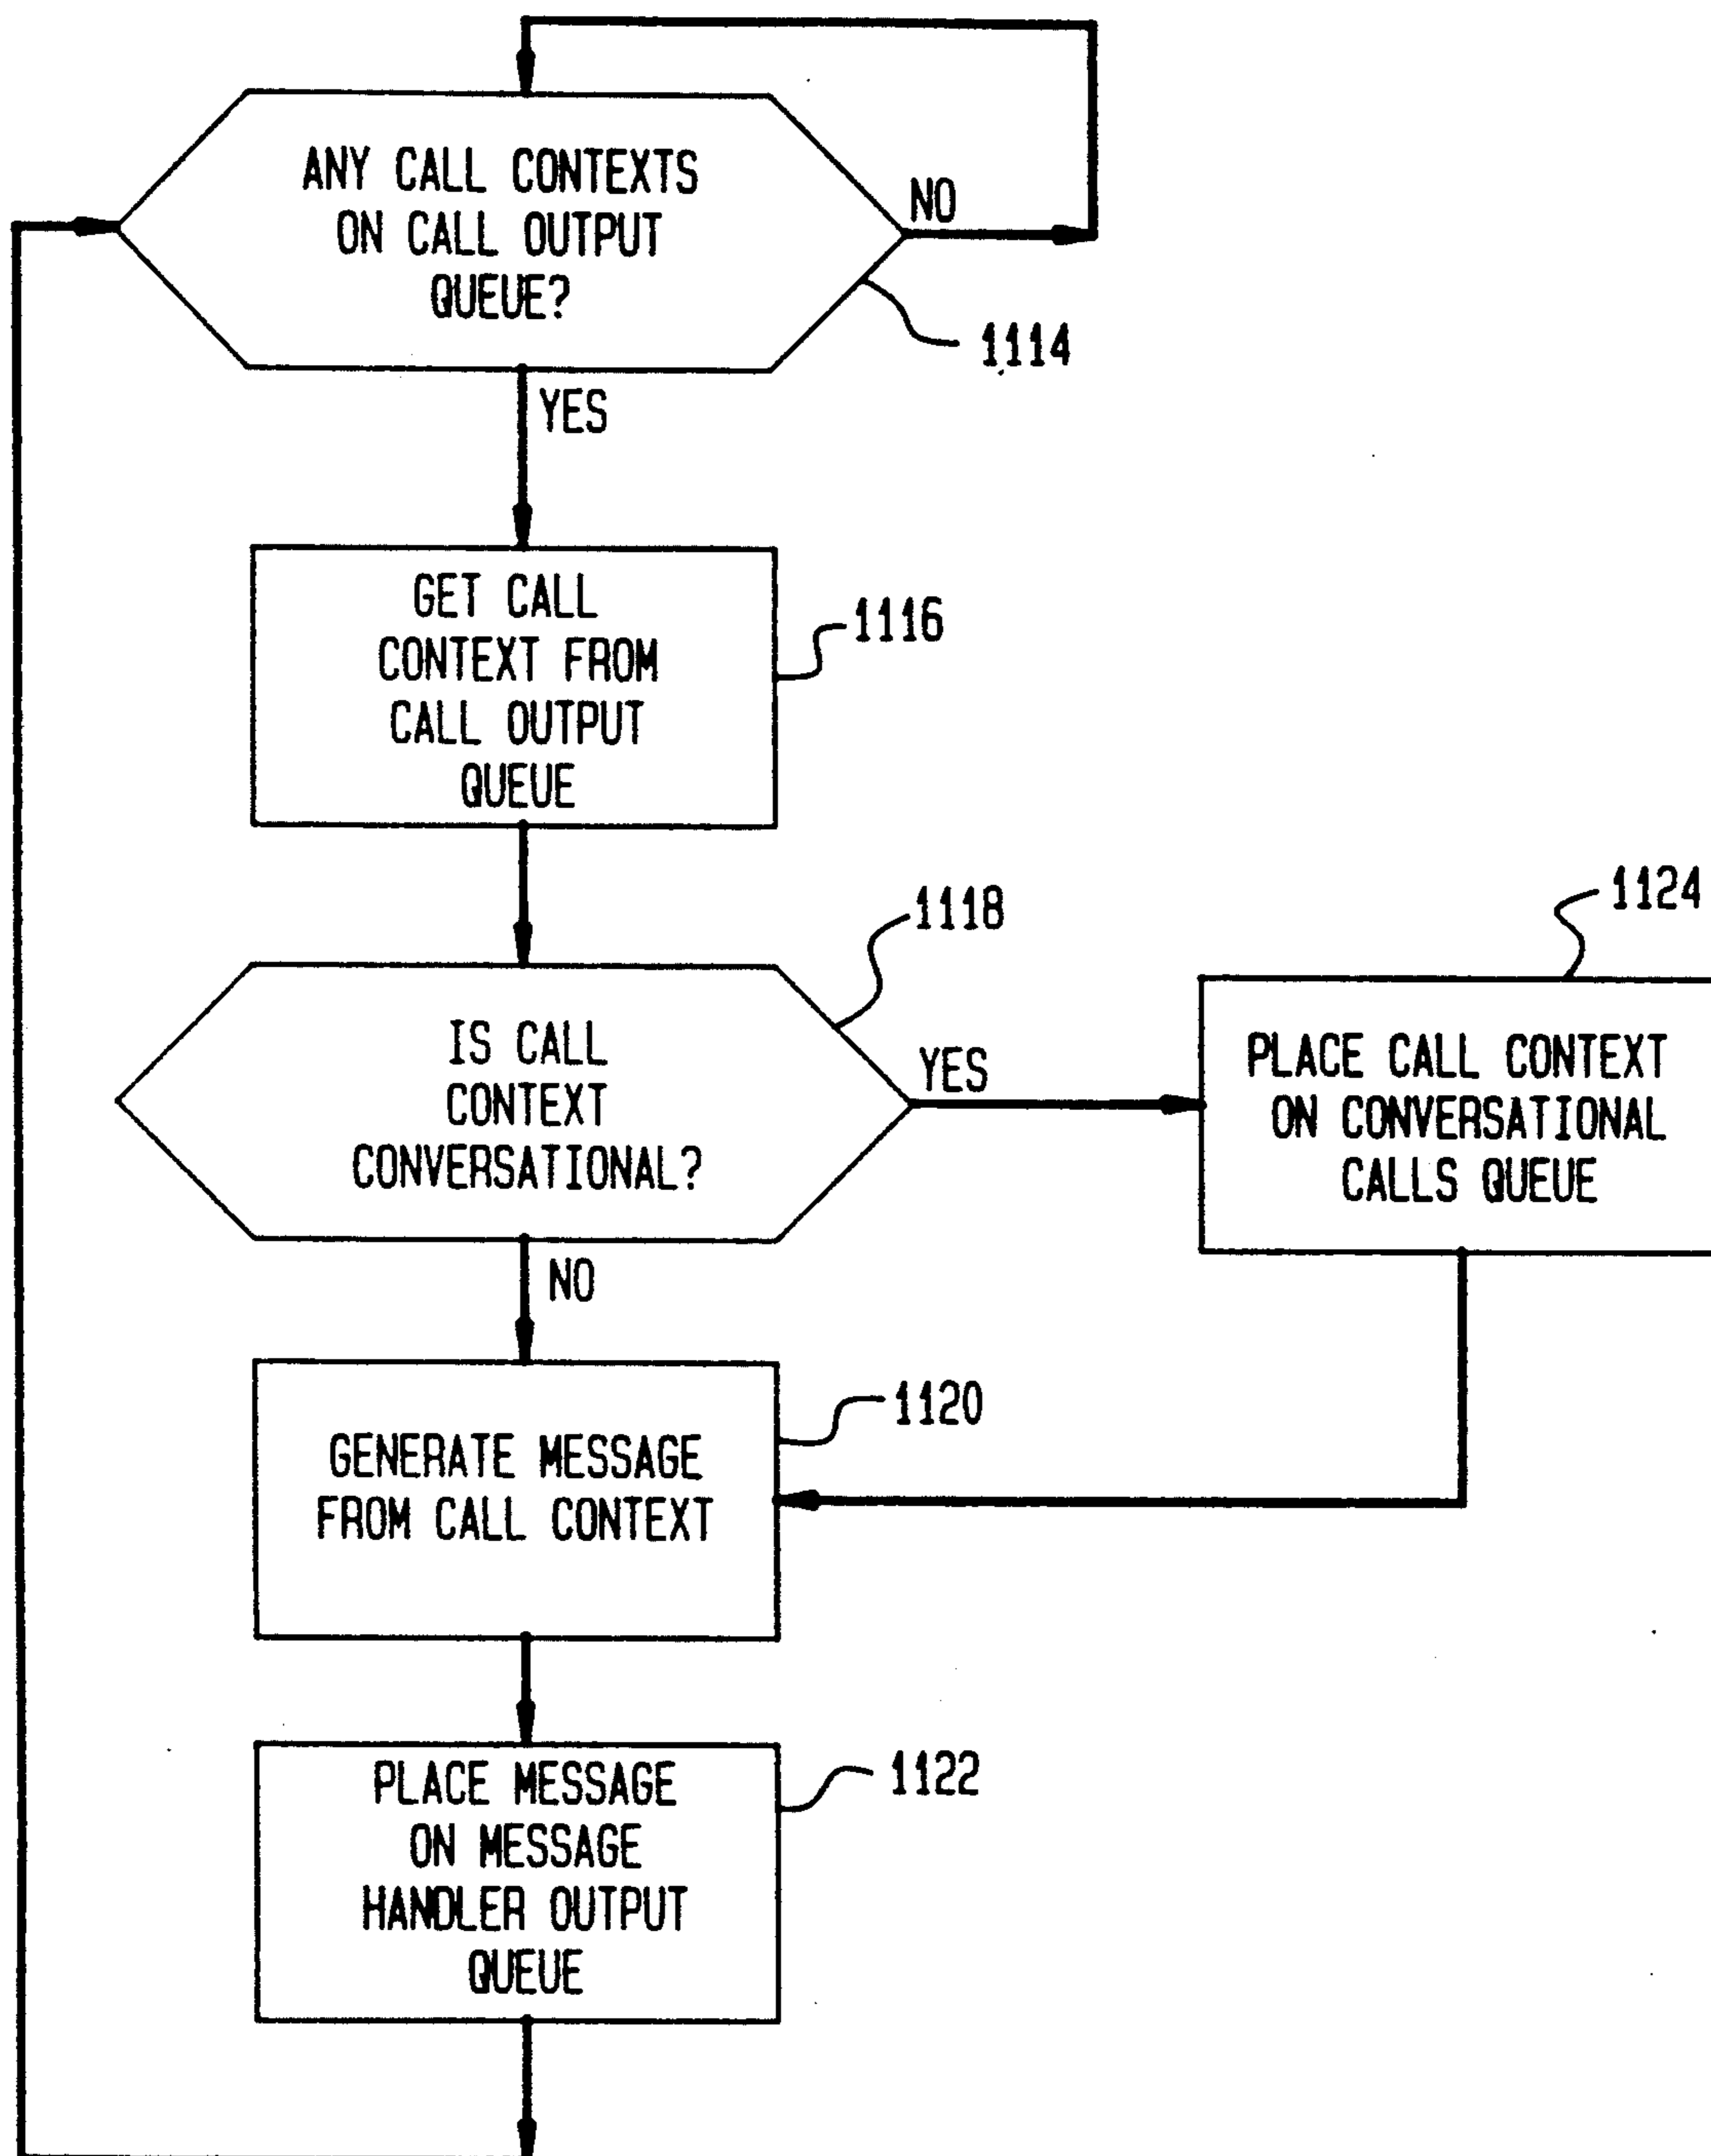 ANY CALL CONTEXTS
ON CALL OUTPUT
QUEUE?
NO
1114
YES
GET CALL
CONTEXT FROM
CALL OUTPUT
QUEUE
1116
1118
IS CALL
CONTEXT
CONVERSATIONAL?
YES
1124
PLACE CALL CONTEXT
ON CONVERSATIONAL
CALLS QUEUE
NO
1120
GENERATE MESSAGE
FROM CALL CONTEXT
1122
PLACE MESSAGE
ON MESSAGE
HANDLER OUTPUT
QUEUE